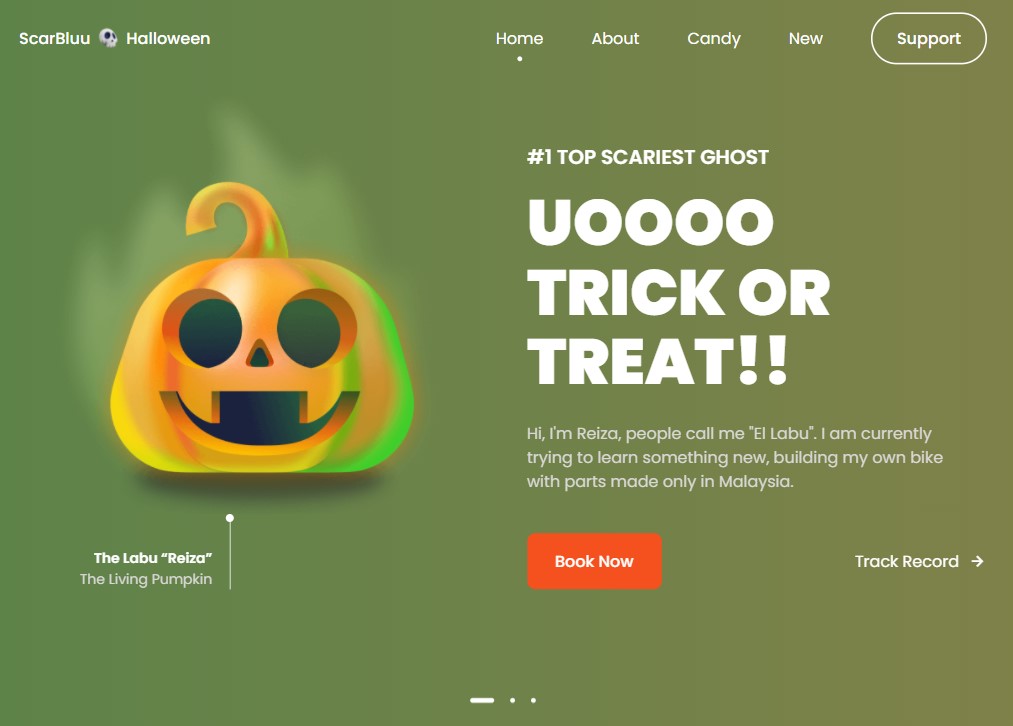 ScarBluu 💀 Halloween
Home
About
Candy
New
Support
#1 TOP SCARIEST GHOST
UOOOO
TRICK OR
TREAT!!
Hi, I'm Reiza, people call me "El Labu". I am currently
trying to learn something new, building my own bike
with parts made only in Malaysia.
Book Now
Track Record →
The Labu “Reiza”
The Living Pumpkin